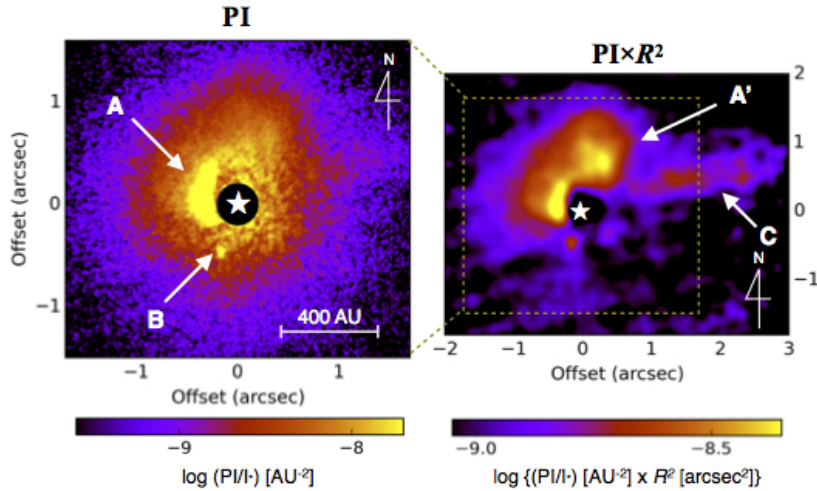 PI
PI×R²
A
B
N
400 AU
1
0
−1
Offset (arcsec)
−1
0
1
Offset (arcsec)
−9
−8
log (PI/I*) [AU-2]
A'
C
N
2
1
0
−1
−2
−1
0
1
2
3
Offset (arcsec)
−9.0
−8.5
log {(PI/I*) [AU-2] x R² [arcsec²]}